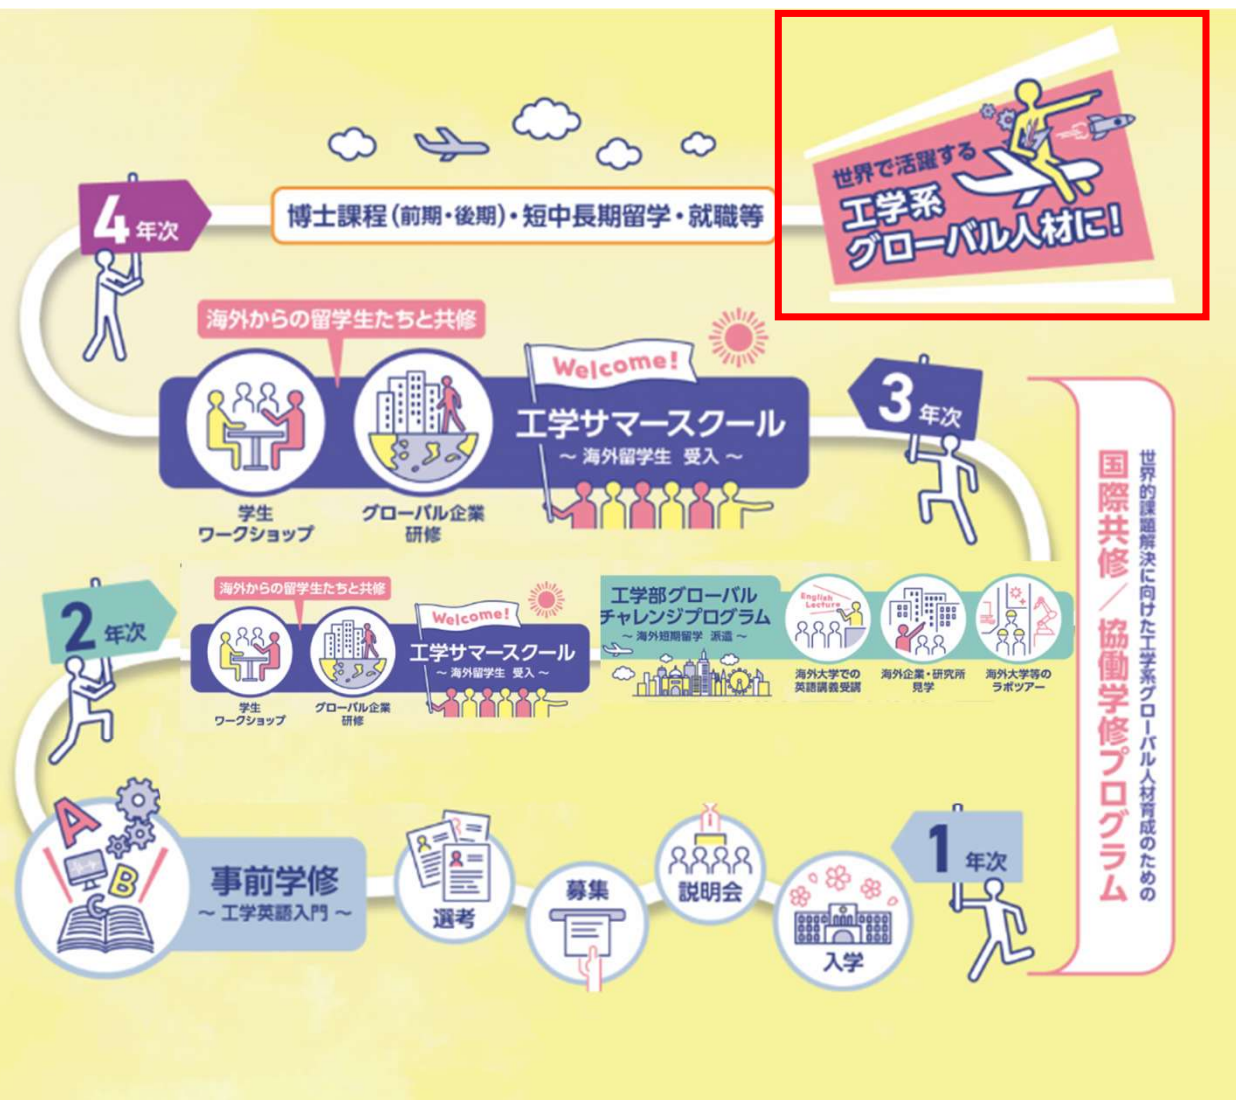 世界で活躍する
工学系
グローバル人材に!
4年次
博士課程(前期・後期)・短中長期留学・就職等
海外からの留学生たちと共修
Welcome!
工学サマースクール
～ 海外留学生 受入 ～
学生
ワークショップ
グローバル企業
研修
3年次
世界的課題解決に向けた工学系グローバル人材育成のための
国際共修／協働学修プログラム
2年次
海外からの留学生たちと共修
Welcome!
工学サマースクール
～ 海外留学生 受入 ～
学生
ワークショップ
グローバル企業
研修
工学部グローバル
チャレンジプログラム
～ 海外短期留学 派遣 ～
English
Lecture
海外大学での
英語講義受講
海外企業・研究所
見学
海外大学等の
ラボツアー
A
B
C
事前学修
～ 工学英語入門 ～
選考
募集
説明会
入学
1年次